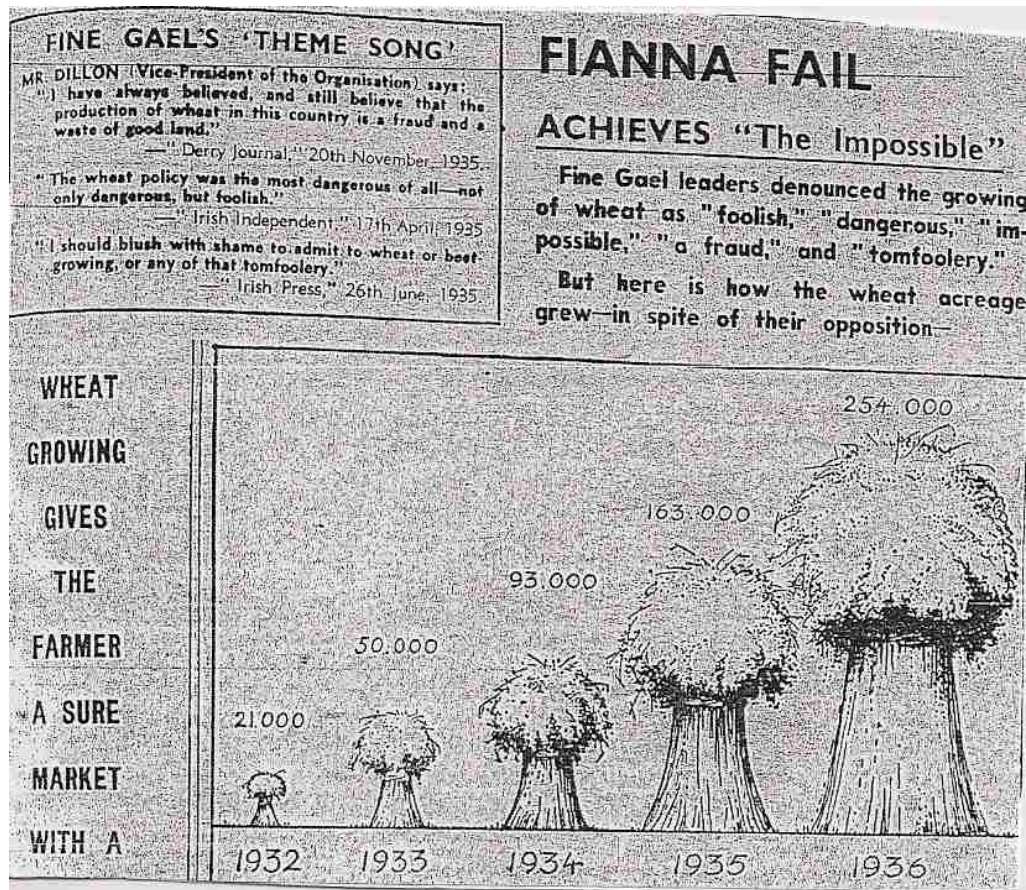 FINE GAEL'S 'THEME SONG'
MR. DILLON (Vice-President of the Organisation) says:
"I have always believed, and still believe that the
production of wheat in this country is a fraud and a
waste of good land."
—"Derry Journal," 20th November, 1935.
"The wheat policy was the most dangerous of all—not
only dangerous, but foolish."
—"Irish Independent," 17th April, 1935
"I should blush with shame to admit to wheat or beet
growing, or any of that tomfoolery."
—"Irish Press," 26th June, 1935.
FIANNA FAIL
ACHIEVES "The Impossible"
Fine Gael leaders denounced the growing
of wheat as "foolish," "dangerous," "im-
possible," "a fraud," and "tomfoolery."
But here is how the wheat acreage
grew—in spite of their opposition—
WHEAT
GROWING
GIVES
THE
FARMER
A SURE
MARKET
WITH A
21.000
50.000
93.000
163.000
254.000
1932
1933
1934
1935
1936